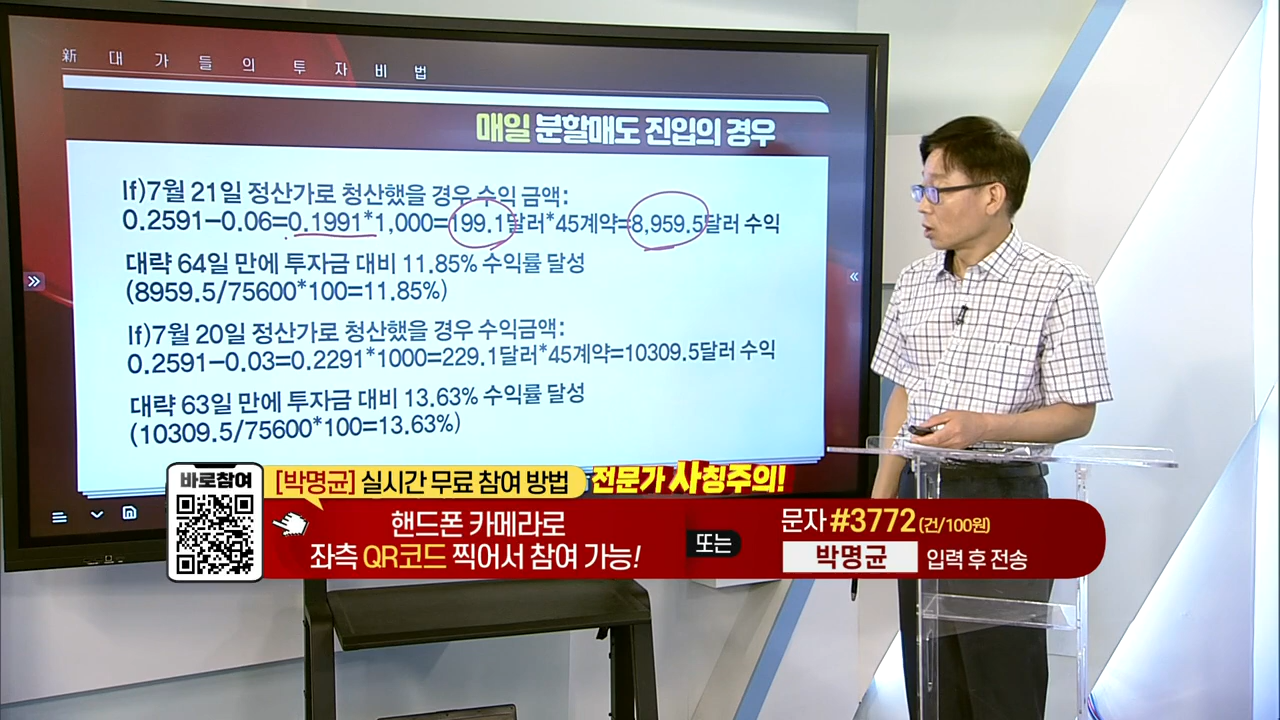 新 대 가 들 의 투 자 비 법
매일 분할매도 진입의 경우
If)7월 21일 정산가로 청산했을 경우 수익 금액:
0.2591-0.06=0.1991*1,000=199.1달러*45계약=8,959.5달러 수익
대략 64일 만에 투자금 대비 11.85% 수익률 달성
(8959.5/75600*100=11.85%)
If)7월 20일 정산가로 청산했을 경우 수익금액:
0.2591-0.03=0.2291*1000=229.1달러*45계약=10309.5달러 수익
대략 63일 만에 투자금 대비 13.63% 수익률 달성
(10309.5/75600*100=13.63%)
바로참여
[박명균] 실시간 무료 참여 방법
전문가 사칭주의!
핸드폰 카메라로
좌측 QR코드 찍어서 참여 가능!
또는
문자 #3772 (건/100원)
박명균 입력 후 전송